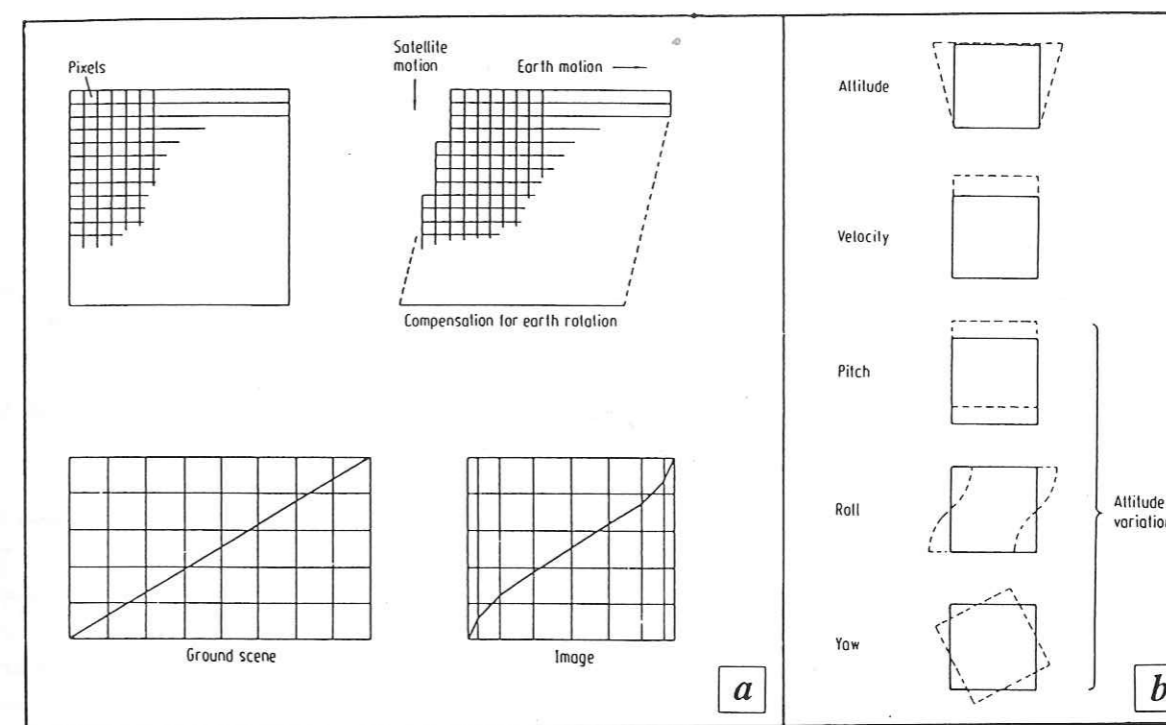 Pixels
Satellite
motion
Earth motion
Compensation for earth rotation
Ground scene
Image
a
Altitude
Velocity
Pitch
Roll
Yaw
Attitude
variation
b